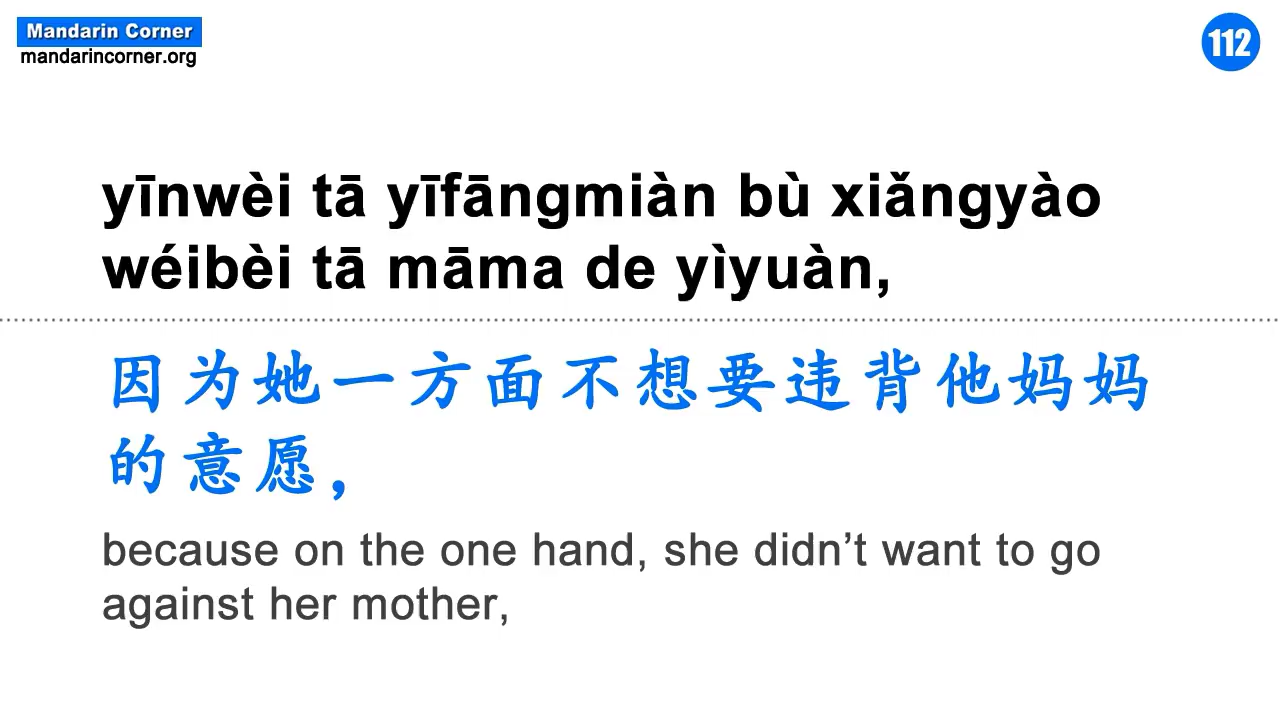 Mandarin Corner
mandarincorner.org
112
yīnwèi tā yīfāngmiàn bù xiǎngyào
wéibèi tā māma de yìyuàn,
因为她一方面不想要违背他妈妈
的意愿，
because on the one hand, she didn’t want to go
against her mother,